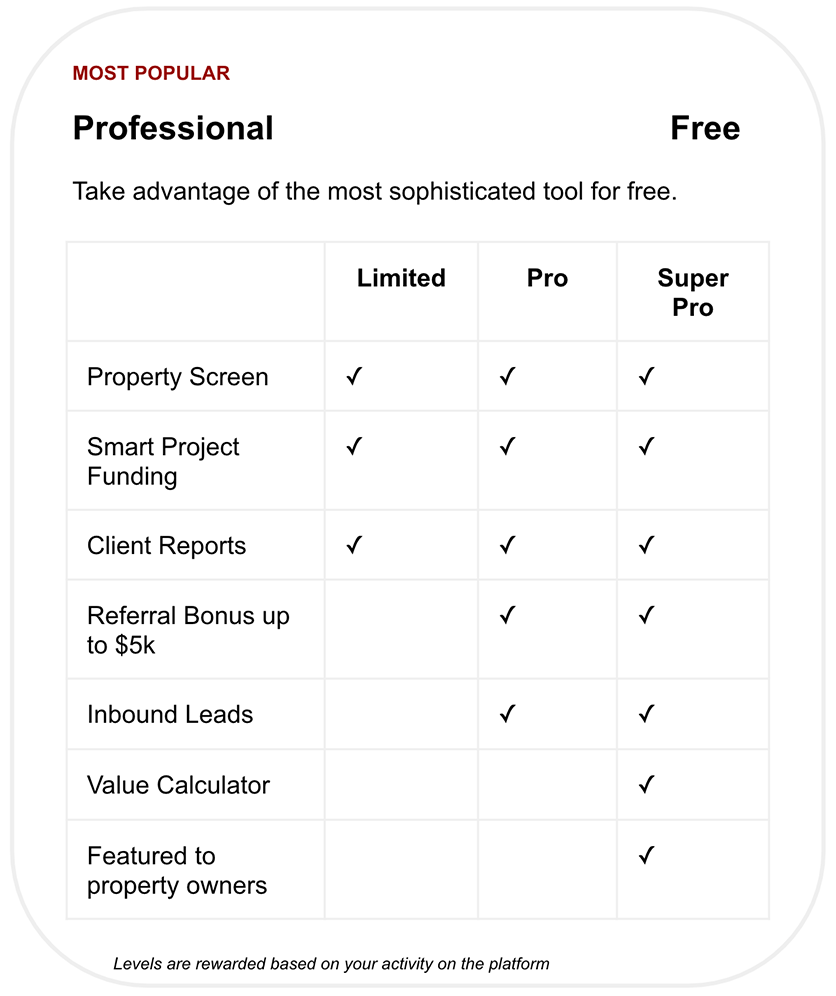 MOST POPULAR
Professional Free
Take advantage of the most sophisticated tool for free.
Limited Pro Super
Pro
Property Screen ✓ ✓ ✓
Smart Project ✓ ✓ ✓
Funding
Client Reports ✓ ✓ ✓
Referral Bonus up ✓ ✓
to $5k
Inbound Leads ✓ ✓
Value Calculator ✓
Featured to ✓
property owners
Levels are rewarded based on your activity on the platform